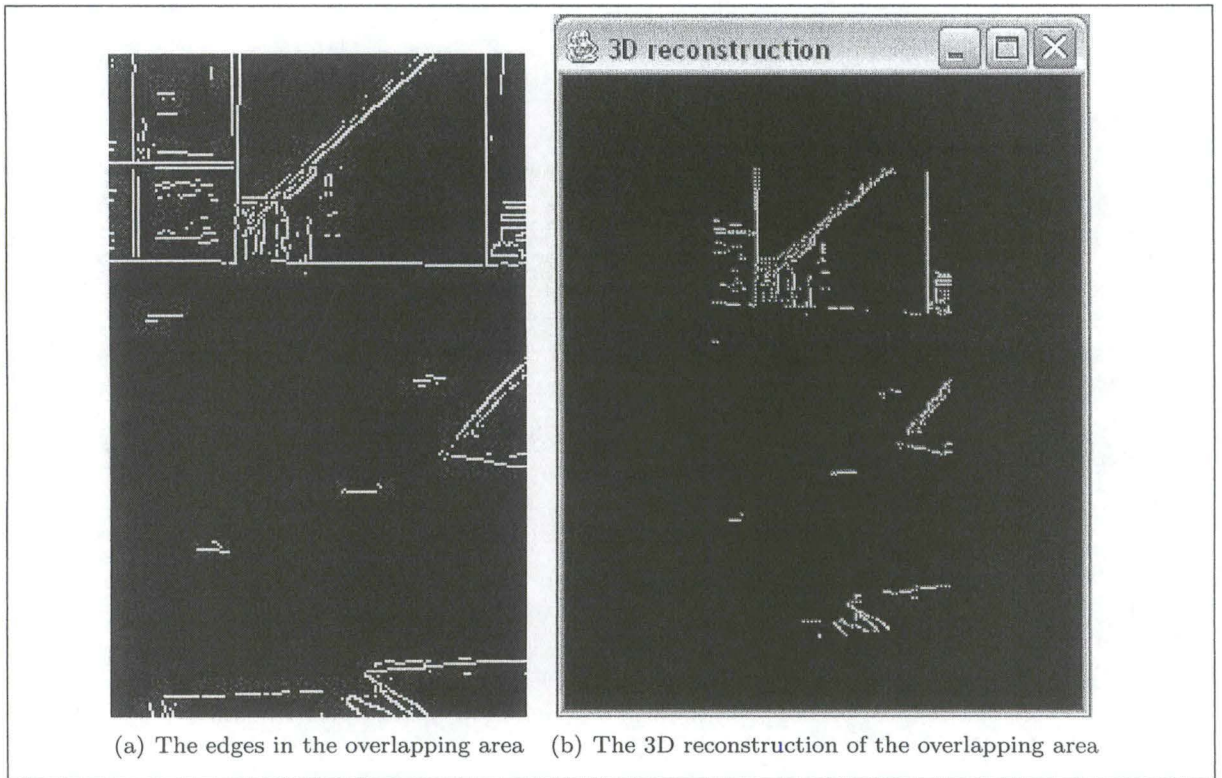 3D reconstruction
(a) The edges in the overlapping area
(b) The 3D reconstruction of the overlapping area